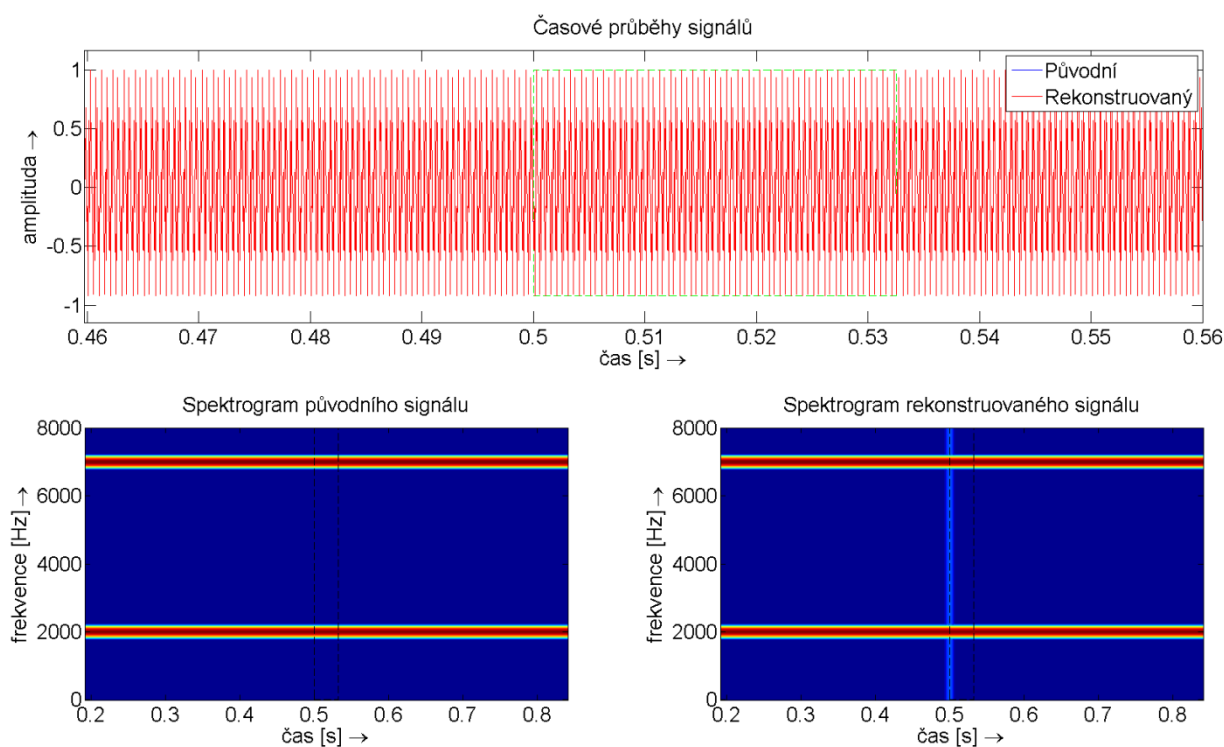 Časové průběhy signálů
amplituda →
1
0.5
0
-0.5
-1
Původní
Rekonstruovaný
0.46 0.47 0.48 0.49 0.5 0.51 0.52 0.53 0.54 0.55 0.56
čas [s] →
Spektrogram původního signálu
frekvence [Hz] →
8000
6000
4000
2000
0
0.2 0.3 0.4 0.5 0.6 0.7 0.8
čas [s] →
Spektrogram rekonstruovaného signálu
frekvence [Hz] →
8000
6000
4000
2000
0
0.2 0.3 0.4 0.5 0.6 0.7 0.8
čas [s] →